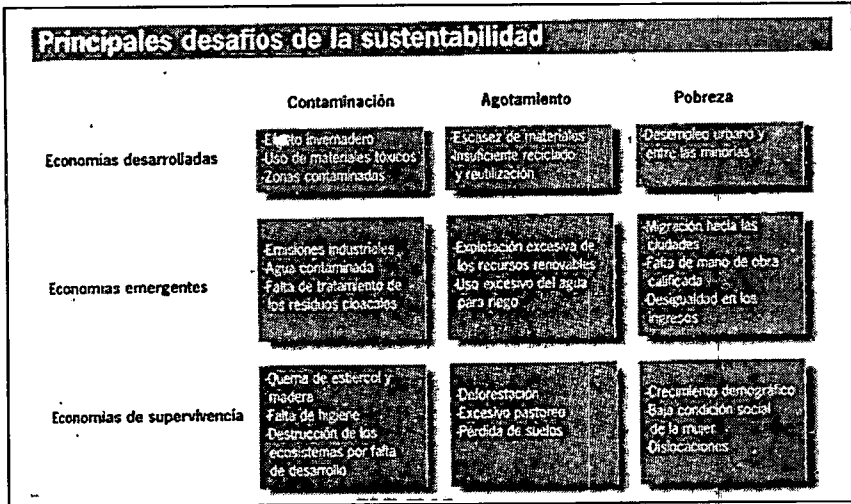 Principales desafíos de la sustentabilidad
Contaminación
Agotamiento
Pobreza
Economías desarrolladas
-Efecto invernadero
-Uso de materiales tóxicos
-Zonas contaminadas
-Escasez de materiales
-Insuficiente reciclado
y reutilización
-Desempleo urbano y
entre las minorías
Economías emergentes
-Emisiones industriales
-Agua contaminada
-Falta de tratamiento de
los residuos cloacales
-Explotación excesiva de
los recursos renovables
-Uso excesivo del agua
para riego
-Migración hacia las
ciudades
-Falta de mano de obra
calificada
-Desigualdad en los
ingresos
Economías de supervivencia
-Quema de estiercol y
madera
-Falta de higiene
-Destrucción de los
ecosistemas por falta
de desarrollo
-Deforestación
-Excesivo pastoreo
-Pérdida de suelos
-Crecimiento demográfico
-Baja condición social
de la mujer
-Dislocaciones